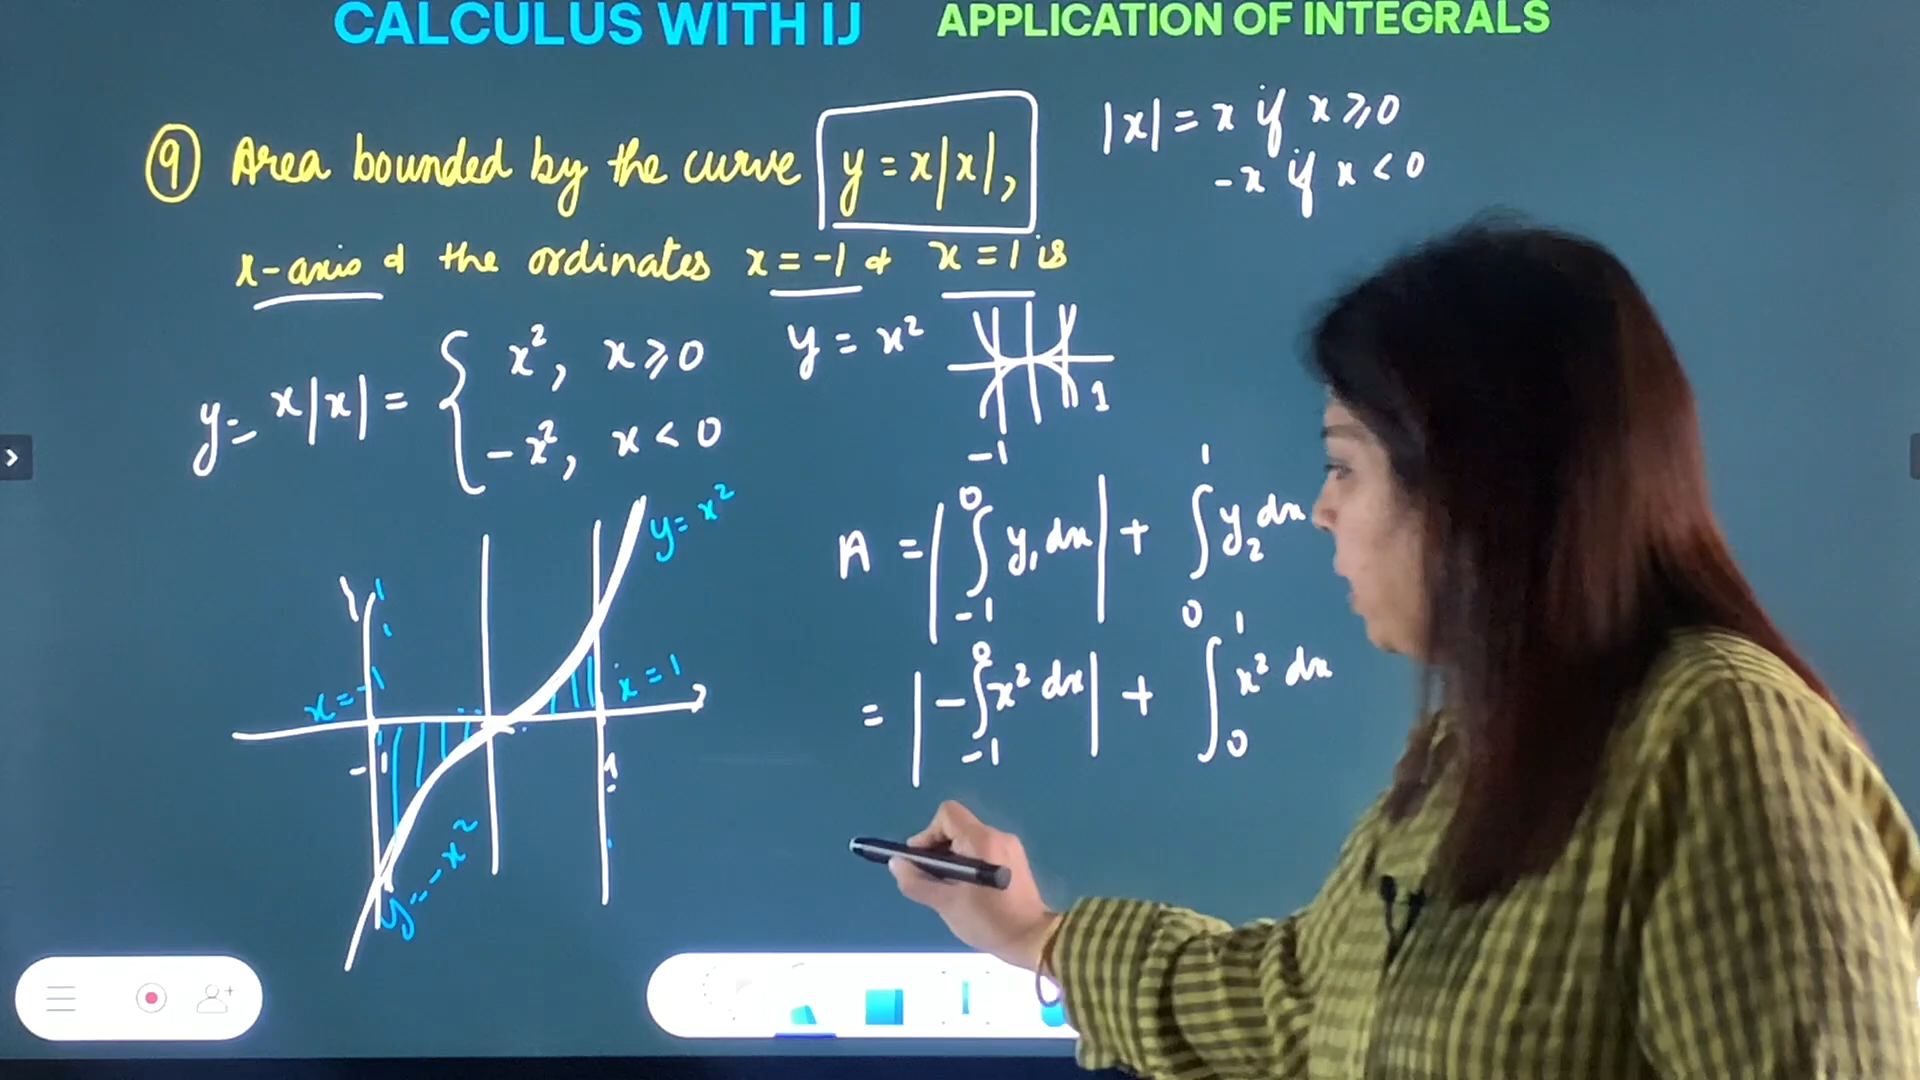 CALCULUS WITH IJ APPLICATION OF INTEGRALS
⑨ Area bounded by the curve y = x|x|,
x-axis & the ordinates x = -1 & x = 1 is
|x| = x if x ⩾ 0
-x if x < 0
y = x|x| = { x², x ⩾ 0
-x², x < 0
y = x²
-1 1
y = x²
x = -1
x = 1
-1 1
y = -x²
A = |∫₋₁⁰ y₁ dx| + ∫₀¹ y₂ dx
= |-∫₋₁⁰ x² dx| + ∫₀¹ x² dx